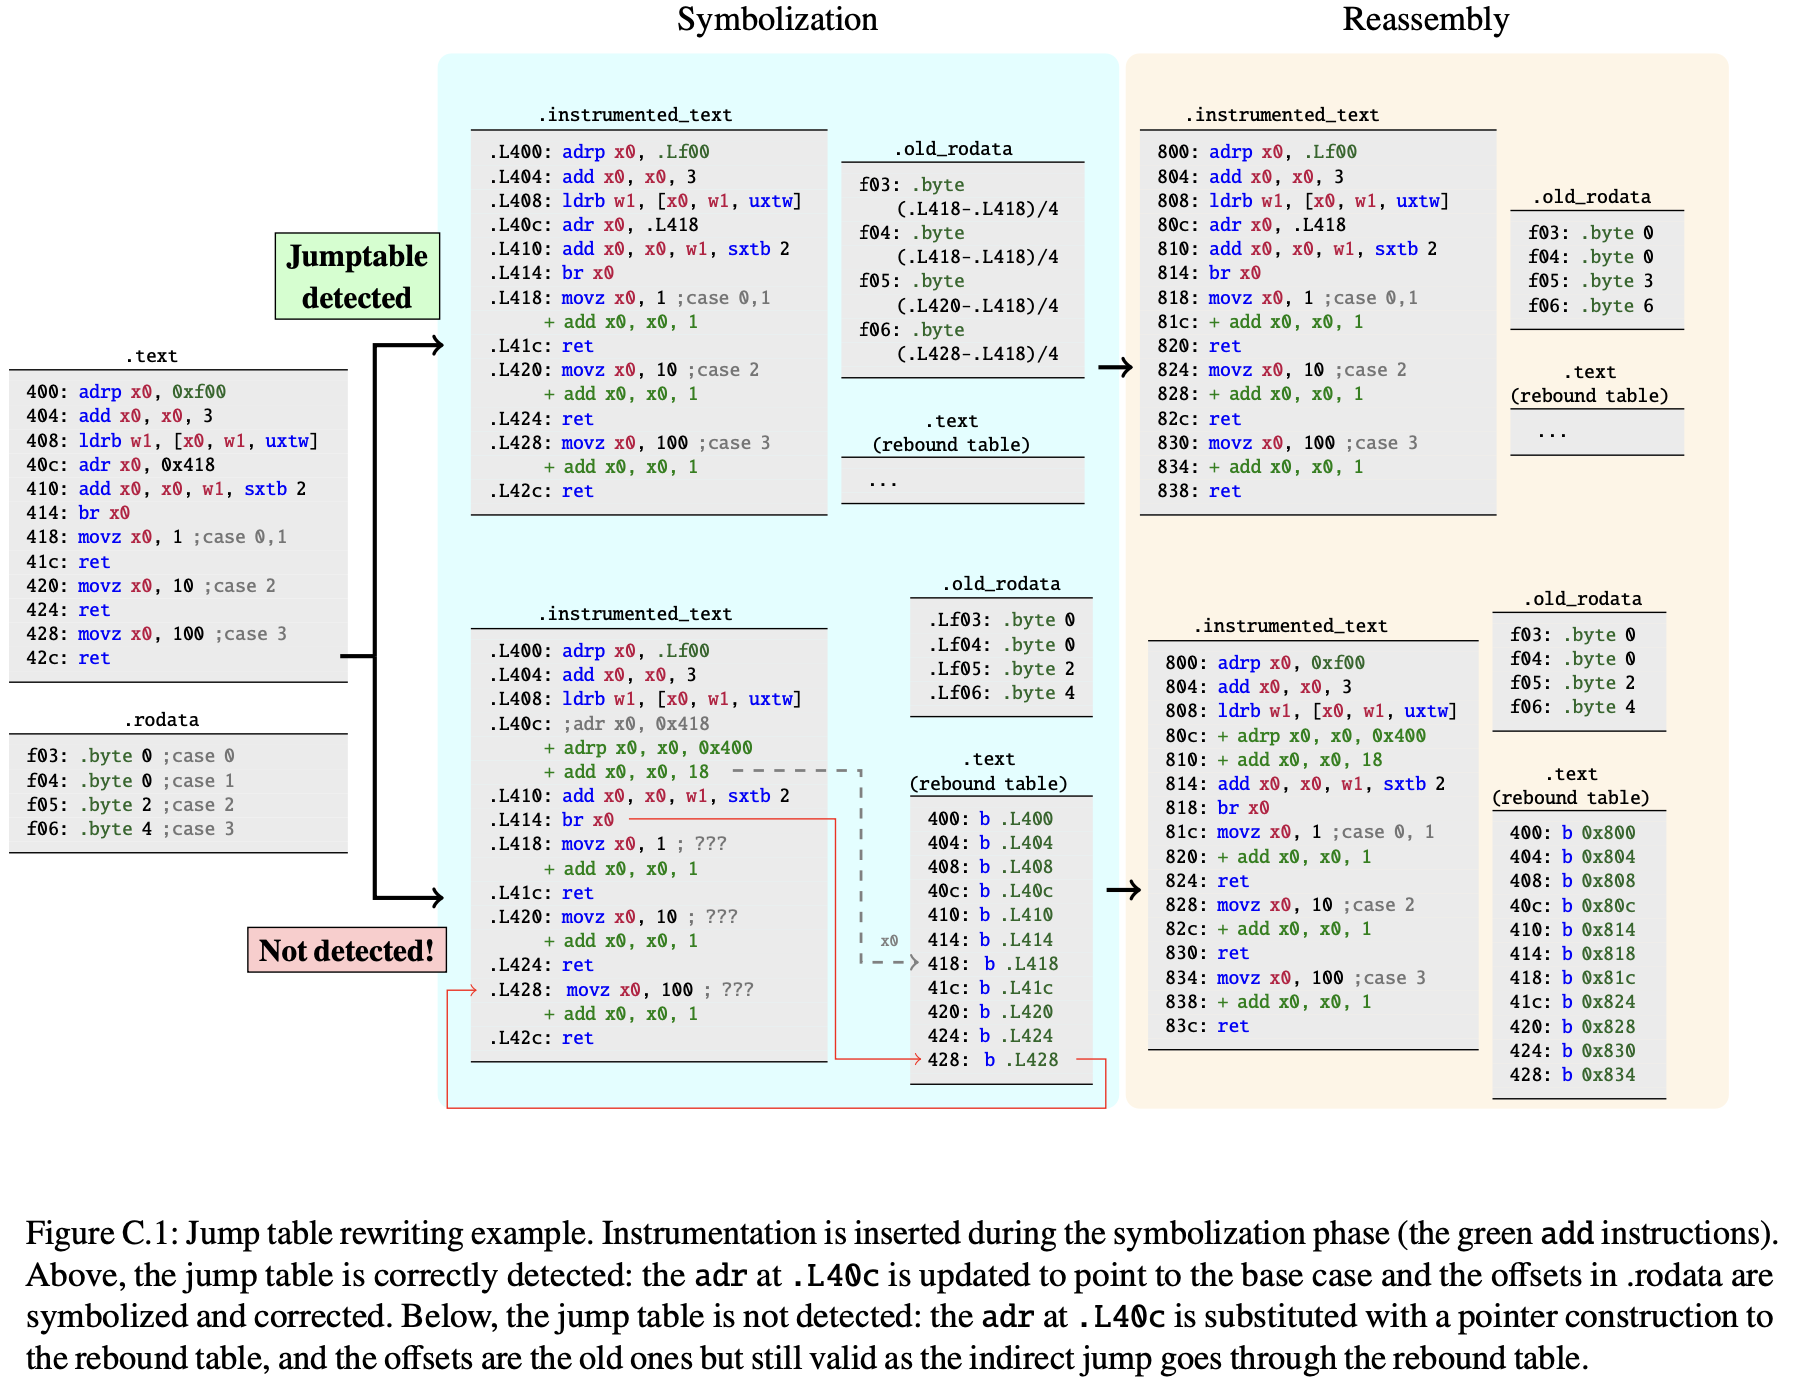 Symbolization
Reassembly
Jumptable
detected
.text
400: adrp x0, 0xf00
404: add x0, x0, 3
408: ldrb w1, [x0, w1, uxtw]
40c: adr x0, 0x418
410: add x0, x0, w1, sxtb 2
414: br x0
418: movz x0, 1 ;case 0,1
41c: ret
420: movz x0, 10 ;case 2
424: ret
428: movz x0, 100 ;case 3
42c: ret
.rodata
f03: .byte 0 ;case 0
f04: .byte 0 ;case 1
f05: .byte 2 ;case 2
f06: .byte 4 ;case 3
Not detected!
.instrumented_text
.L400: adrp x0, .Lf00
.L404: add x0, x0, 3
.L408: ldrb w1, [x0, w1, uxtw]
.L40c: adr x0, .L418
.L410: add x0, x0, w1, sxtb 2
.L414: br x0
.L418: movz x0, 1 ;case 0,1
+ add x0, x0, 1
.L41c: ret
.L420: movz x0, 10 ;case 2
+ add x0, x0, 1
.L424: ret
.L428: movz x0, 100 ;case 3
+ add x0, x0, 1
.L42c: ret
.old_rodata
f03: .byte
(.L418-.L418)/4
f04: .byte
(.L418-.L418)/4
f05: .byte
(.L420-.L418)/4
f06: .byte
(.L428-.L418)/4
.text
(rebound table)
...
.instrumented_text
800: adrp x0, .Lf00
804: add x0, x0, 3
808: ldrb w1, [x0, w1, uxtw]
80c: adr x0, .L418
810: add x0, x0, w1, sxtb 2
814: br x0
818: movz x0, 1 ;case 0,1
81c: + add x0, x0, 1
820: ret
824: movz x0, 10 ;case 2
828: + add x0, x0, 1
82c: ret
830: movz x0, 100 ;case 3
834: + add x0, x0, 1
838: ret
.old_rodata
f03: .byte 0
f04: .byte 0
f05: .byte 3
f06: .byte 6
.text
(rebound table)
...
.instrumented_text
.L400: adrp x0, .Lf00
.L404: add x0, x0, 3
.L408: ldrb w1, [x0, w1, uxtw]
.L40c: ;adr x0, 0x418
+ adrp x0, x0, 0x400
+ add x0, x0, 18
.L410: add x0, x0, w1, sxtb 2
.L414: br x0
.L418: movz x0, 1 ; ???
+ add x0, x0, 1
.L41c: ret
.L420: movz x0, 10 ; ???
+ add x0, x0, 1
.L424: ret
.L428: movz x0, 100 ; ???
+ add x0, x0, 1
.L42c: ret
.old_rodata
.Lf03: .byte 0
.Lf04: .byte 0
.Lf05: .byte 2
.Lf06: .byte 4
.text
(rebound table)
400: b .L400
404: b .L404
408: b .L408
40c: b .L40c
410: b .L410
414: b .L414
x0
418: b .L418
41c: b .L41c
420: b .L420
424: b .L424
428: b .L428
.instrumented_text
800: adrp x0, 0xf00
804: add x0, x0, 3
808: ldrb w1, [x0, w1, uxtw]
80c: + adrp x0, x0, 0x400
810: + add x0, x0, 18
814: add x0, x0, w1, sxtb 2
818: br x0
81c: movz x0, 1 ;case 0, 1
820: + add x0, x0, 1
824: ret
828: movz x0, 10 ;case 2
82c: + add x0, x0, 1
830: ret
834: movz x0, 100 ;case 3
838: + add x0, x0, 1
83c: ret
.old_rodata
f03: .byte 0
f04: .byte 0
f05: .byte 2
f06: .byte 4
.text
(rebound table)
400: b 0x800
404: b 0x804
408: b 0x808
40c: b 0x80c
410: b 0x814
414: b 0x818
418: b 0x81c
41c: b 0x824
420: b 0x828
424: b 0x830
428: b 0x834
Figure C.1: Jump table rewriting example. Instrumentation is inserted during the symbolization phase (the green add instructions).
Above, the jump table is correctly detected: the adr at .L40c is updated to point to the base case and the offsets in .rodata are
symbolized and corrected. Below, the jump table is not detected: the adr at .L40c is substituted with a pointer construction to
the rebound table, and the offsets are the old ones but still valid as the indirect jump goes through the rebound table.